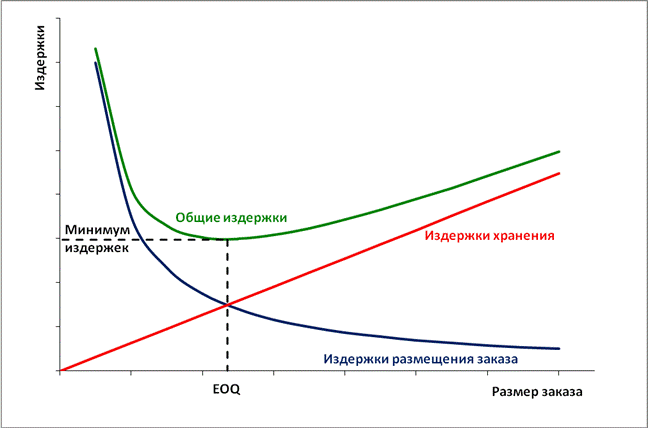 Издержки
Общие издержки
Минимум
издержек
Издержки хранения
Издержки размещения заказа
EOQ
Размер заказа